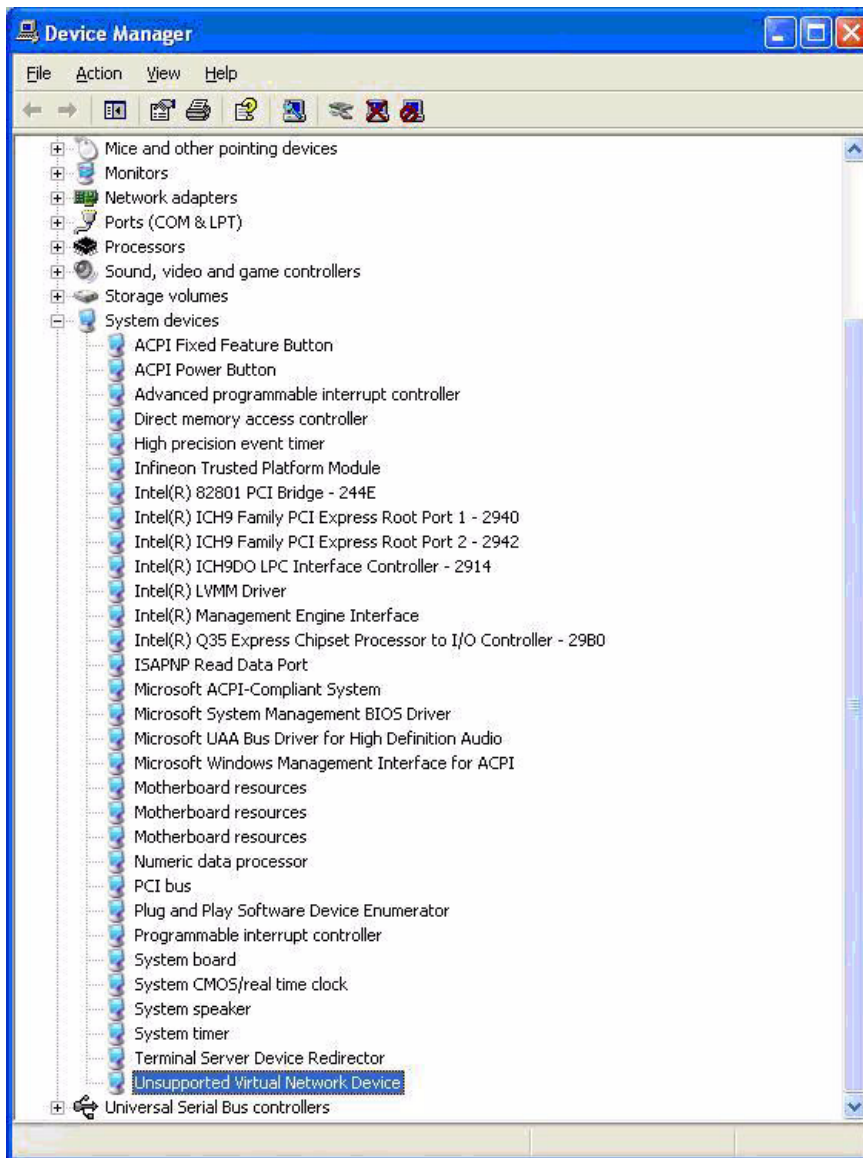 Device Manager
File Action View Help
Mice and other pointing devices
Monitors
Network adapters
Ports (COM & LPT)
Processors
Sound, video and game controllers
Storage volumes
System devices
ACPI Fixed Feature Button
ACPI Power Button
Advanced programmable interrupt controller
Direct memory access controller
High precision event timer
Infineon Trusted Platform Module
Intel(R) 82801 PCI Bridge - 244E
Intel(R) ICH9 Family PCI Express Root Port 1 - 2940
Intel(R) ICH9 Family PCI Express Root Port 2 - 2942
Intel(R) ICH9DO LPC Interface Controller - 2914
Intel(R) LVMM Driver
Intel(R) Management Engine Interface
Intel(R) Q35 Express Chipset Processor to I/O Controller - 29B0
ISAPNP Read Data Port
Microsoft ACPI-Compliant System
Microsoft System Management BIOS Driver
Microsoft UAA Bus Driver for High Definition Audio
Microsoft Windows Management Interface for ACPI
Motherboard resources
Motherboard resources
Motherboard resources
Numeric data processor
PCI bus
Plug and Play Software Device Enumerator
Programmable interrupt controller
System board
System CMOS/real time clock
System speaker
System timer
Terminal Server Device Redirector
Unsupported Virtual Network Device
Universal Serial Bus controllers